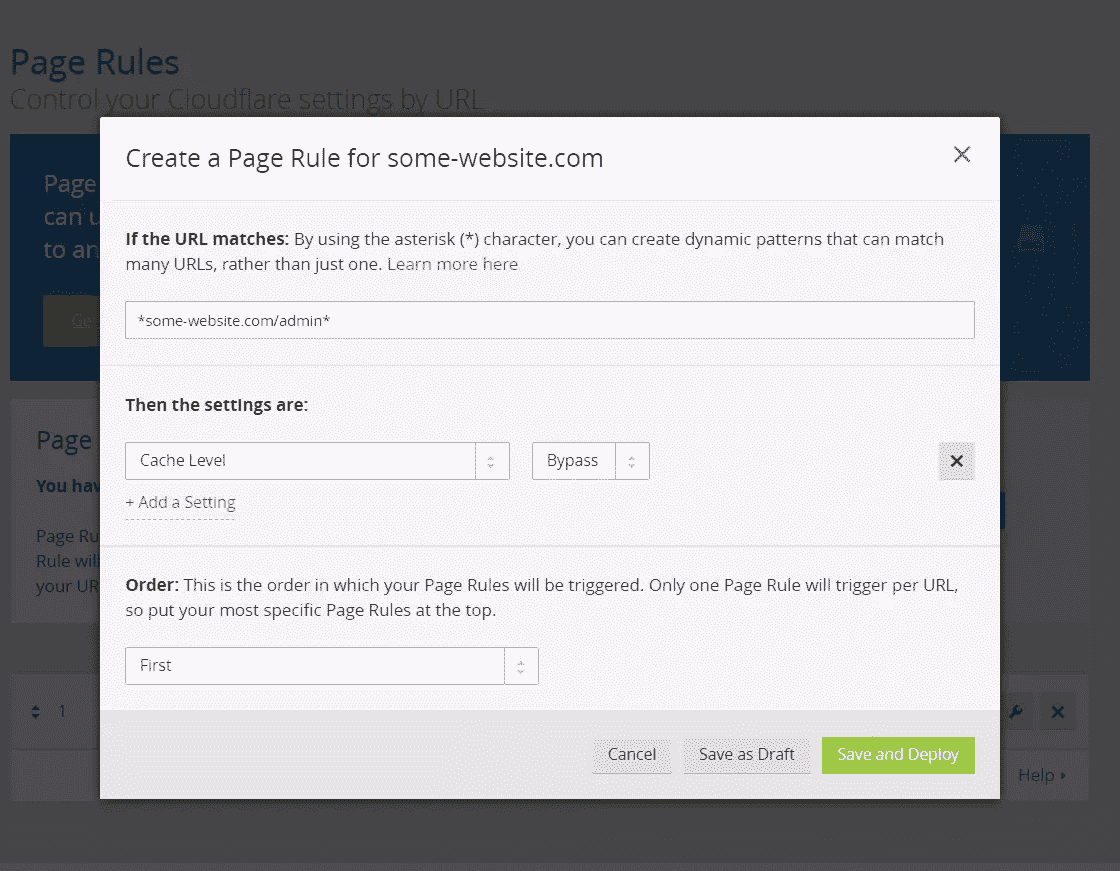 Page Rules
Control your Cloudflare settings by URL
Page
can u
to an
Ge
Create a Page Rule for some-website.com
If the URL matches: By using the asterisk (*) character, you can create dynamic patterns that can match
many URLs, rather than just one. Learn more here.
*some-website.com/admin*
Then the settings are:
Page
Cache Level
Bypass
You hav
+ Add a Setting
Page Ru
Rule will
your UR
Order: This is the order in which your Page Rules will be triggered. Only one Page Rule will trigger per URL,
so put your most specific Page Rules at the top.
First
1
Cancel
Save as Draft
Save and Deploy
Help